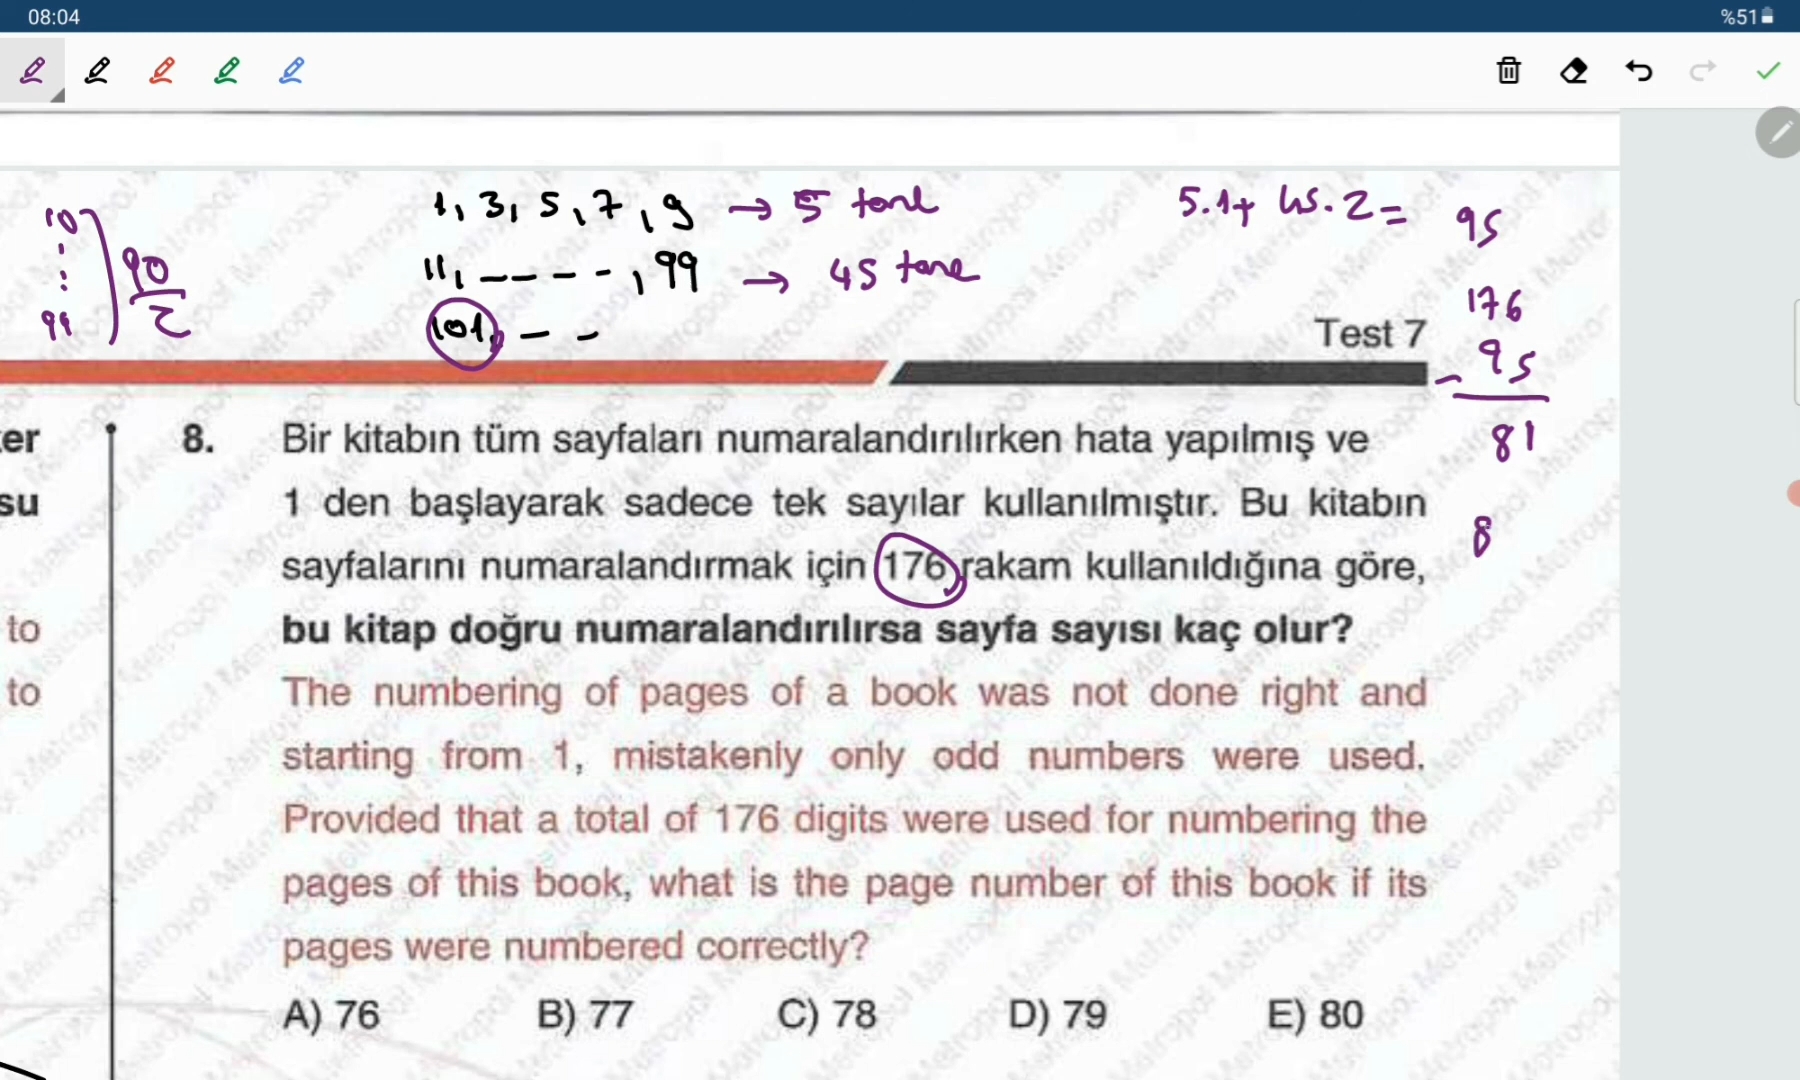 08:04
%51
1, 3, 5, 7, 9 → 5 tane
5.1+ 45.2= 95
10
99
90
2
11, _ _ _ _ , 99 → 45 tane
101, _ _
176
- 95
81
8
Test 7
er
su
to
to
8. Bir kitabın tüm sayfaları numaralandırılırken hata yapılmış ve
1 den başlayarak sadece tek sayılar kullanılmıştır. Bu kitabın
sayfalarını numaralandırmak için 176 rakam kullanıldığına göre,
bu kitap doğru numaralandırılırsa sayfa sayısı kaç olur?
The numbering of pages of a book was not done right and
starting from 1, mistakenly only odd numbers were used.
Provided that a total of 176 digits were used for numbering the
pages of this book, what is the page number of this book if its
pages were numbered correctly?
A) 76 B) 77 C) 78 D) 79 E) 80
Metropol Metropol Metropol